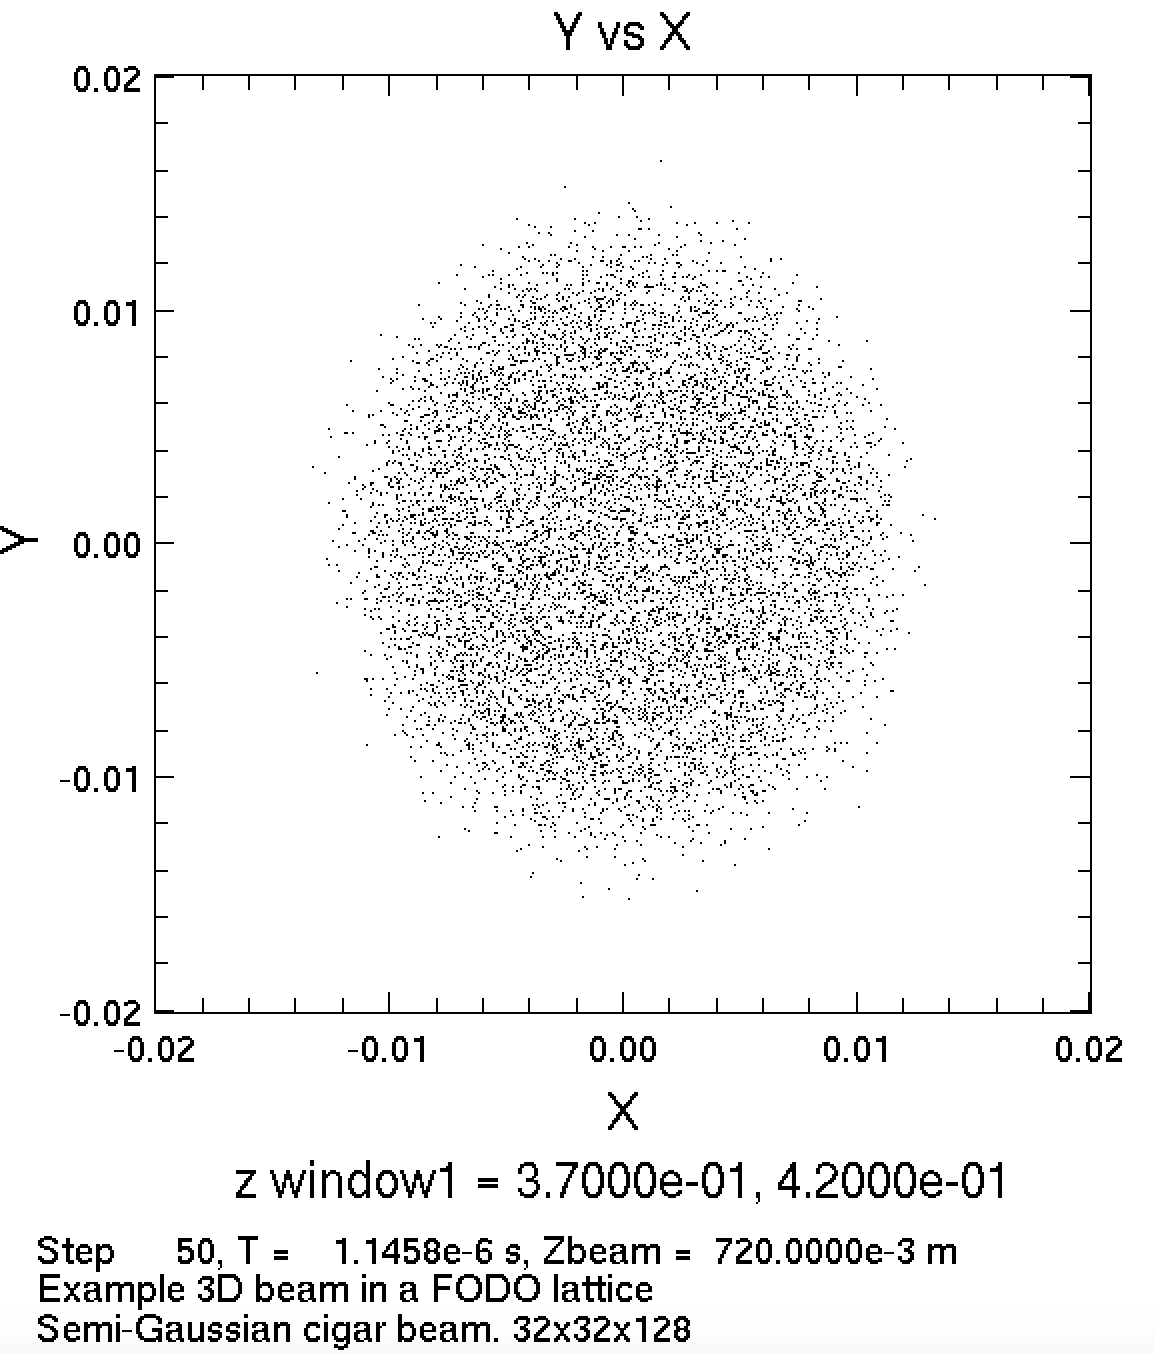 Y vs X
0.02
0.01
0.00
-0.01
-0.02
Y
-0.02 -0.01 0.00 0.01 0.02
X
z window1 = 3.7000e-01, 4.2000e-01
Step 50, T = 1.1458e-6 s, Zbeam = 720.0000e-3 m
Example 3D beam in a FODO lattice
Semi-Gaussian cigar beam. 32x32x128